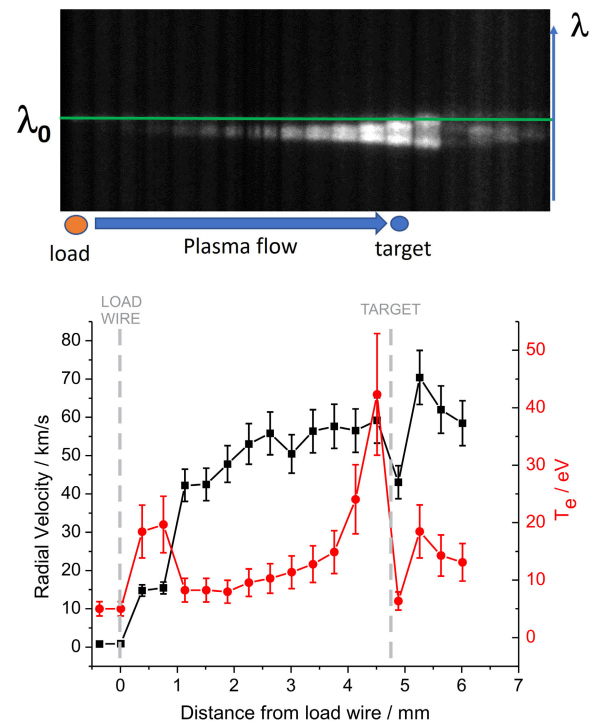 λ
λ₀
load
Plasma flow
target
LOAD
WIRE
TARGET
80
70
60
50
40
30
20
10
0
Radial Velocity / km/s
50
40
30
20
10
0
Tₑ / eV
0 1 2 3 4 5 6 7
Distance from load wire / mm